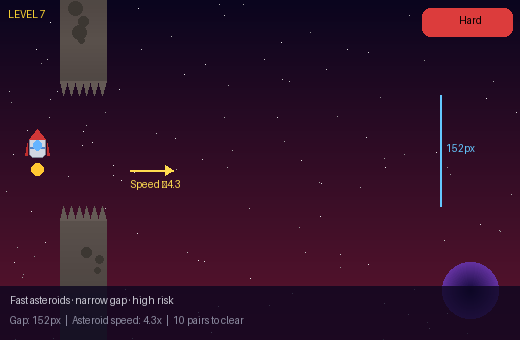 LEVEL 7
Hard
152px
Speed 4.3
Fast asteroids · narrow gap · high risk
Gap: 152px | Asteroid speed: 4.3x | 10 pairs to clear